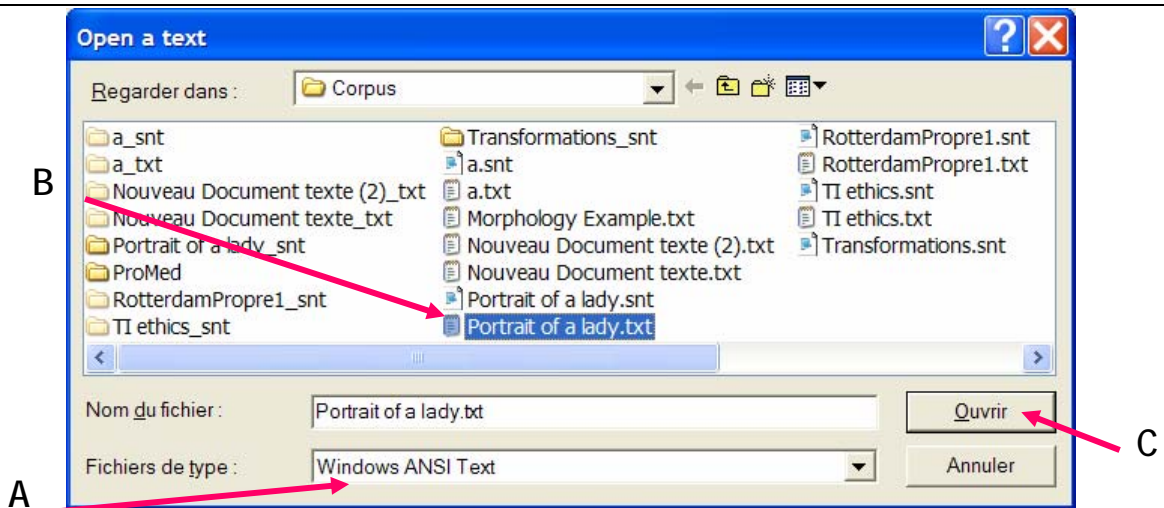 Open a text
Regarder dans :
Corpus
a_snt
a_txt
Nouveau Document texte (2)_txt
Nouveau Document texte_txt
Portrait of a lady_snt
ProMed
RotterdamPropre1_snt
TI ethics_snt
Transformations_snt
a.snt
a.txt
Morphology Example.txt
Nouveau Document texte (2).txt
Nouveau Document texte.txt
Portrait of a lady.snt
Portrait of a lady.txt
RotterdamPropre1.snt
RotterdamPropre1.txt
TI ethics.snt
TI ethics.txt
Transformations.snt
B
Nom du fichier :
Portrait of a lady.txt
Ouvrir
C
Fichiers de type :
Windows ANSI Text
Annuler
A